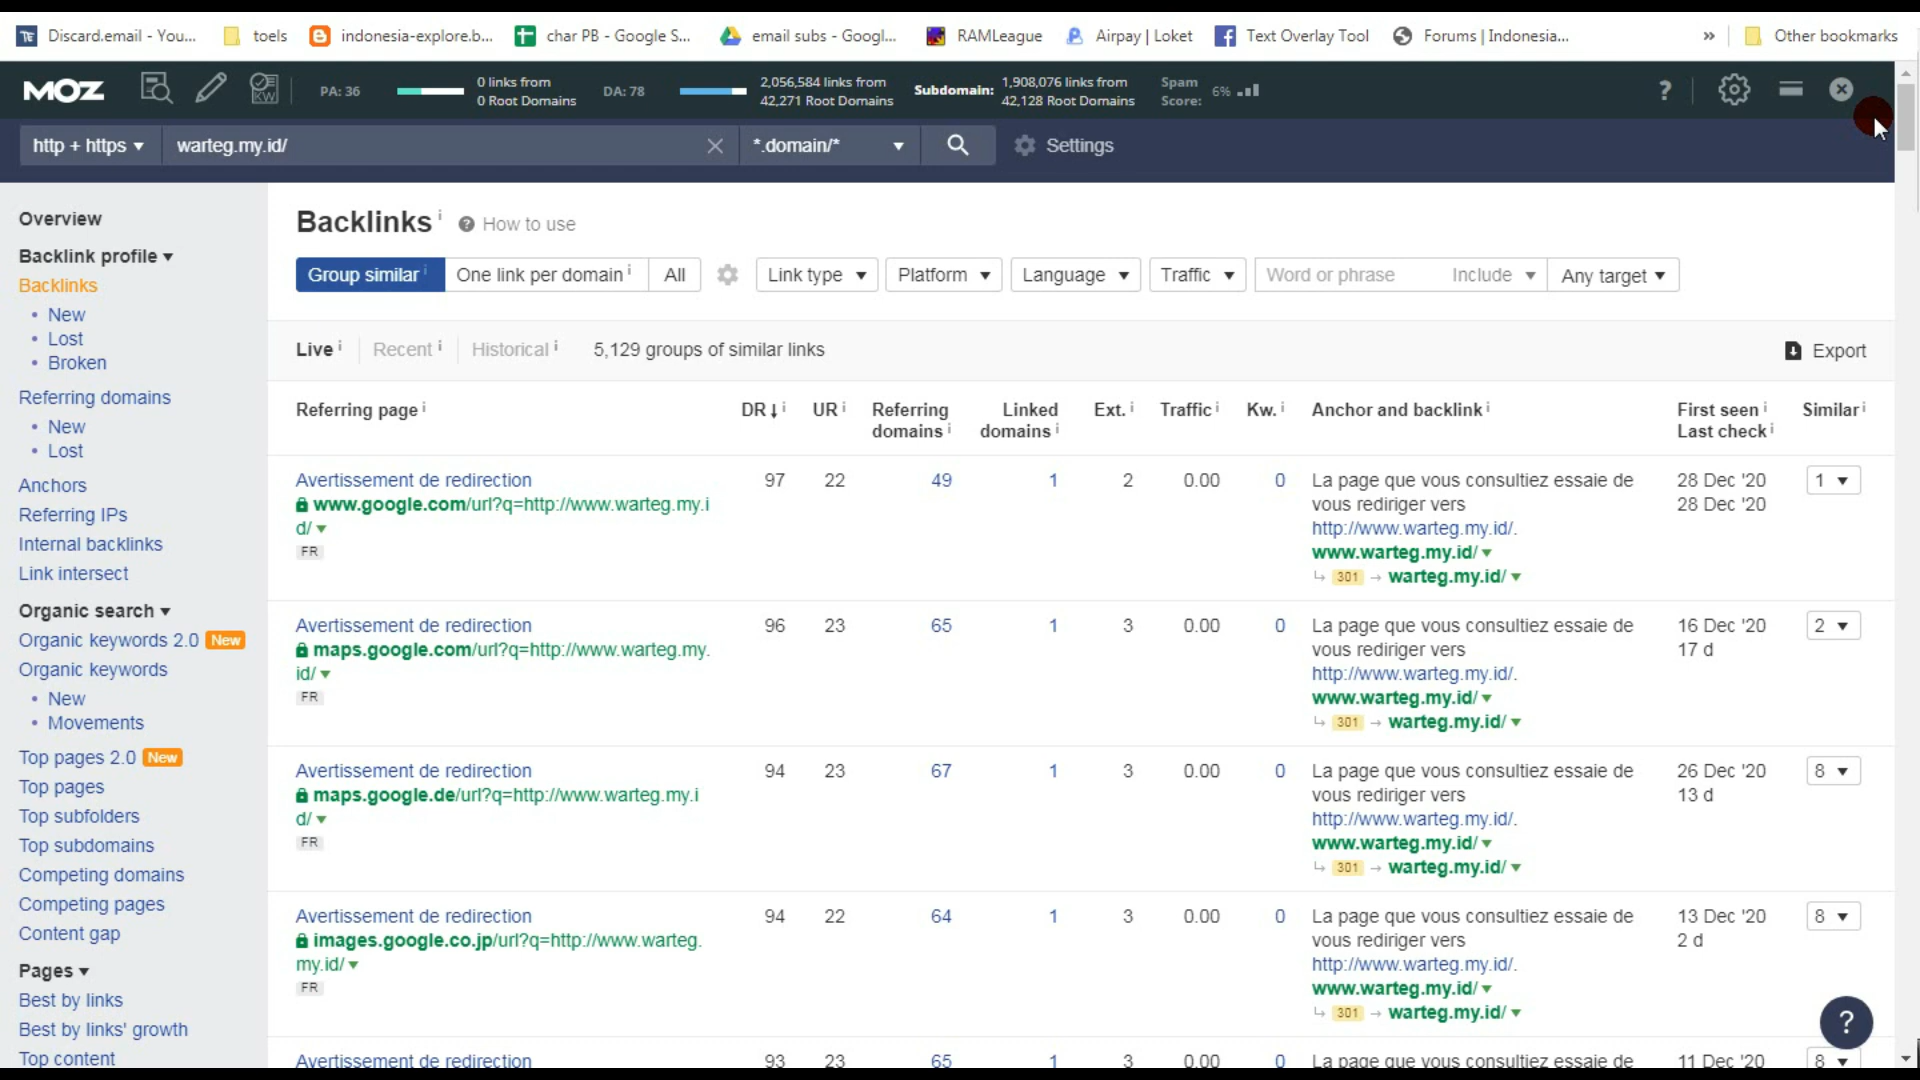 Discard.email - You... toels indonesia-explore.b... char PB - Google S... email subs - Googl... RAMLeague Airpay | Loket Text Overlay Tool Forums | Indonesia... » Other bookmarks
MOZ KW PA: 36 0 links from 0 Root Domains DA: 78 2,056,584 links from 42,271 Root Domains Subdomain: 1,908,076 links from 42,128 Root Domains Spam Score: 6% ?
http + https warteg.my.id/ *.domain/* Settings
Overview
Backlink profile
Backlinks
• New
• Lost
• Broken
Referring domains
• New
• Lost
Anchors
Referring IPs
Internal backlinks
Link intersect
Organic search
Organic keywords 2.0 New
Organic keywords
• New
• Movements
Top pages 2.0 New
Top pages
Top subfolders
Top subdomains
Competing domains
Competing pages
Content gap
Pages
Best by links
Best by links' growth
Top content
Backlinks i ? How to use
Group similar i One link per domain i All Link type Platform Language Traffic Word or phrase Include Any target
Live i Recent i Historical i 5,129 groups of similar links Export
Referring page i DR i UR i Referring domains i Linked domains i Ext. i Traffic i Kw. i Anchor and backlink i First seen i Last check i Similar i
Avertissement de redirection 97 22 49 1 2 0.00 0 La page que vous consultiez essaie de 28 Dec '20 1
www.google.com/url?q=http://www.warteg.my.i vous rediriger vers 28 Dec '20
d/ http://www.warteg.my.id/.
FR www.warteg.my.id/
301 → warteg.my.id/
Avertissement de redirection 96 23 65 1 3 0.00 0 La page que vous consultiez essaie de 16 Dec '20 2
maps.google.com/url?q=http://www.warteg.my. vous rediriger vers 17 d
id/ http://www.warteg.my.id/.
FR www.warteg.my.id/
301 → warteg.my.id/
Avertissement de redirection 94 23 67 1 3 0.00 0 La page que vous consultiez essaie de 26 Dec '20 8
maps.google.de/url?q=http://www.warteg.my.i vous rediriger vers 13 d
d/ http://www.warteg.my.id/.
FR www.warteg.my.id/
301 → warteg.my.id/
Avertissement de redirection 94 22 64 1 3 0.00 0 La page que vous consultiez essaie de 13 Dec '20 8
images.google.co.jp/url?q=http://www.warteg. vous rediriger vers 2 d
my.id/ http://www.warteg.my.id/.
FR www.warteg.my.id/
301 → warteg.my.id/
?
Avertissement de redirection 93 23 65 1 3 0.00 0 La page que vous consultiez essaie de 11 Dec '20 8